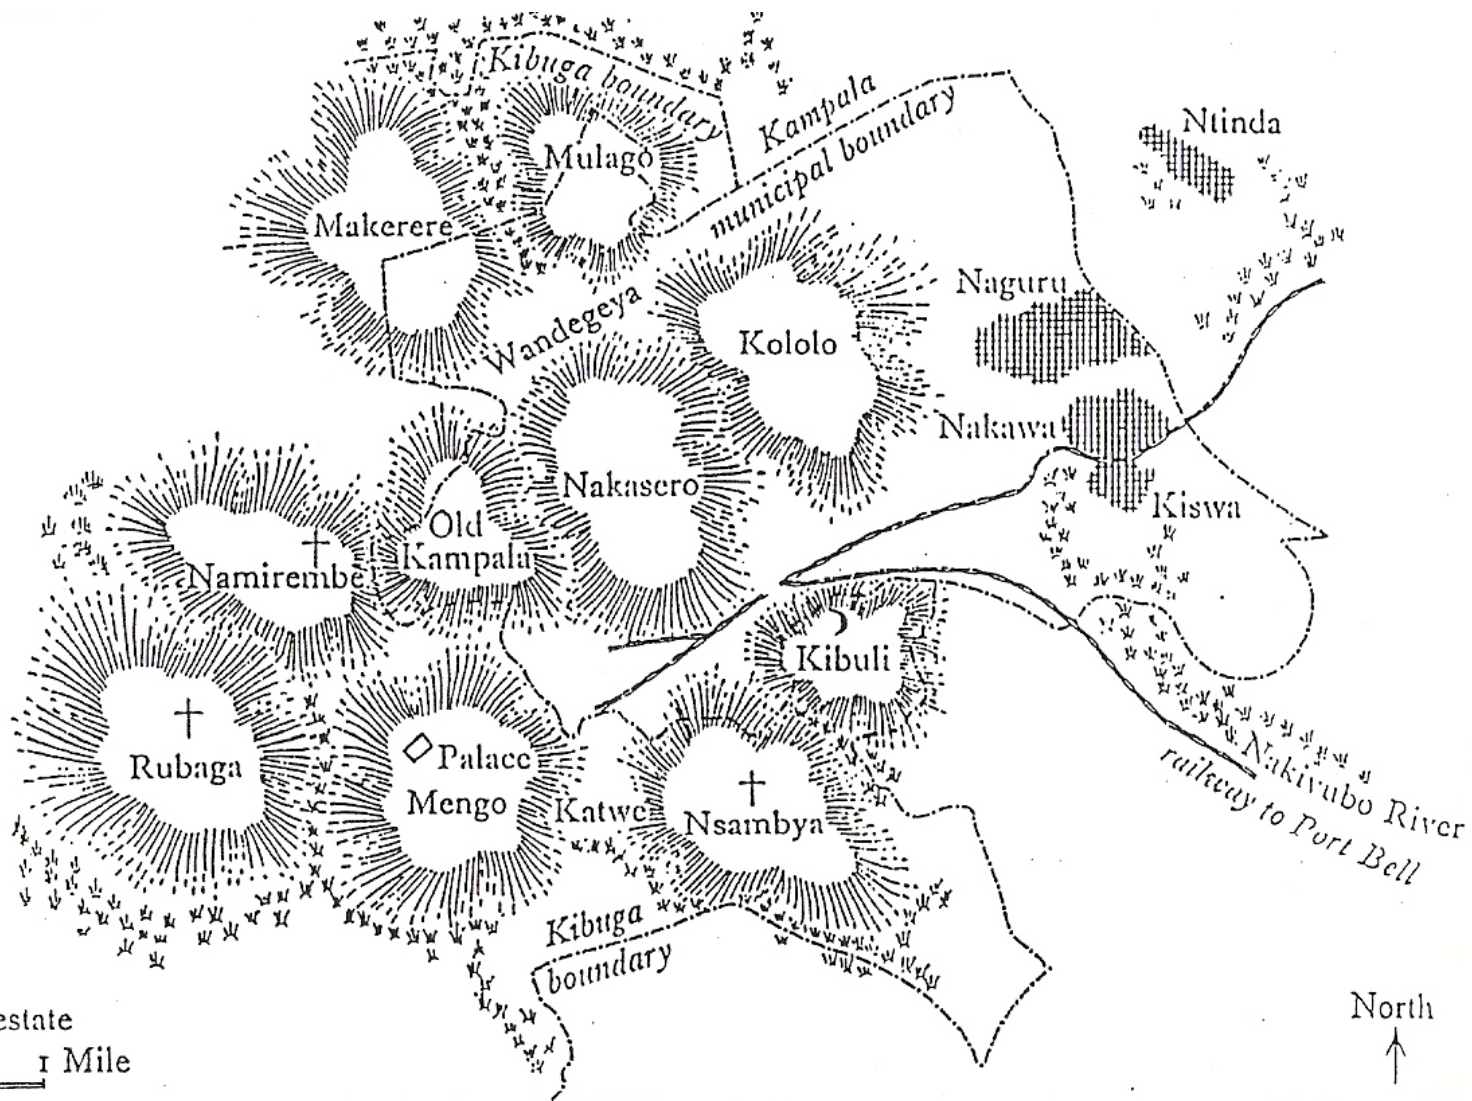 Kibuga boundary
Kampala
municipal boundary
Ntinda
Mulago
Makerere
Naguru
Wandegeya
Kololo
Nakawa
Nakasero
Kiswa
Old
Kampala
Namirembe
Kibuli
Rubaga
Palace
Mengo
Katwe
Nsambya
Nakivubo River
railway to Port Bell
Kibuga
boundary
estate
1 Mile
North